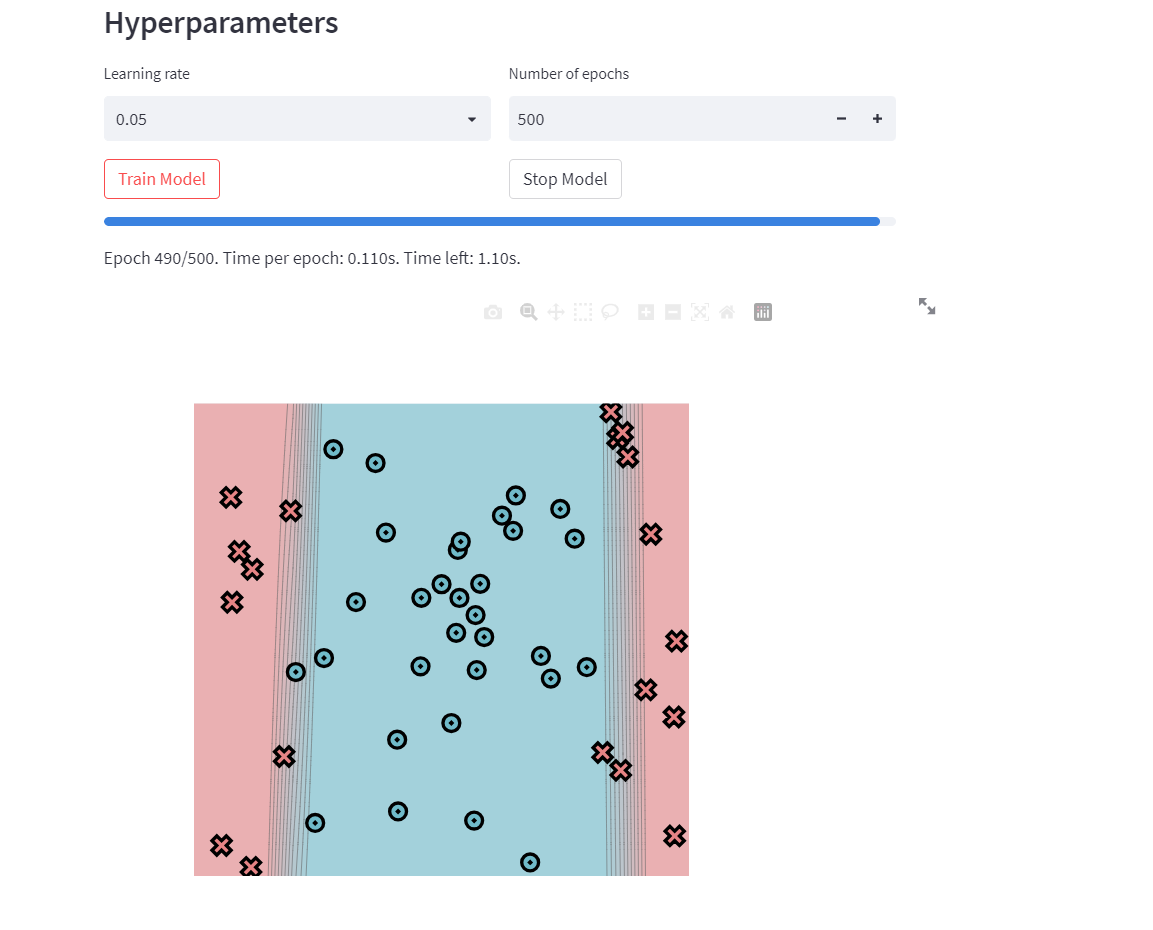 Hyperparameters
Learning rate
Number of epochs
0.05
500
Train Model
Stop Model
Epoch 490/500. Time per epoch: 0.110s. Time left: 1.10s.